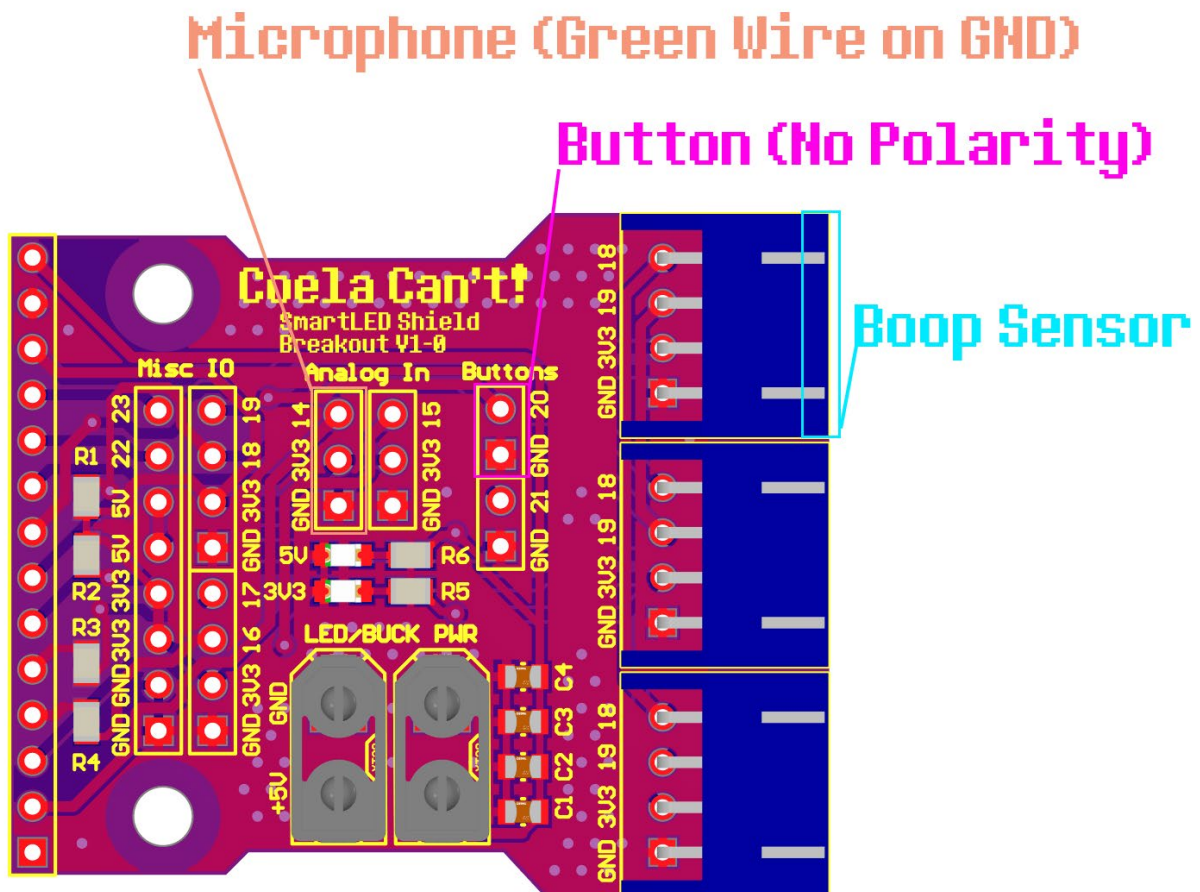 Microphone (Green Wire on GND)
Button (No Polarity)
Boop Sensor
Coela Can't!
SmartLED Shield
Breakout V1-0
Misc IO
Analog In
Buttons
23
22
5V
5V
3V3
3V3
GND
GND
19
18
3V3
GND
17
16
3V3
GND
14
3V3
GND
15
3V3
GND
20
GND
21
GND
R1
R2
R3
R4
5V
R6
3V3
R5
LED/BUCK PWR
GND
+5V
C4
C3
C2
C1
18
19
3V3
GND
18
19
3V3
GND
18
19
3V3
GND